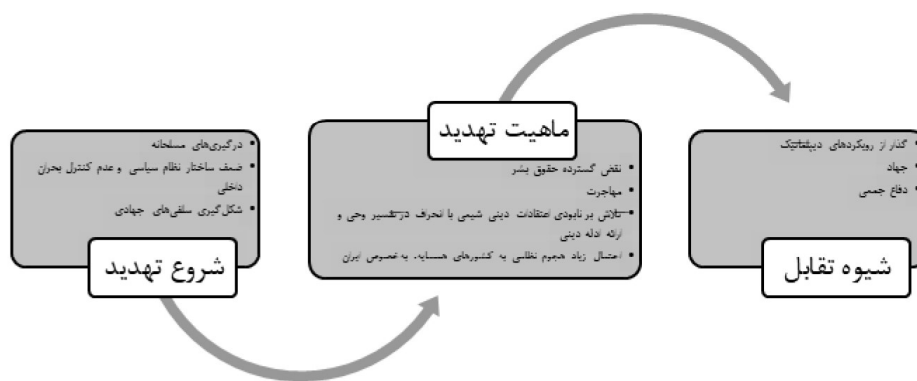 شروع تهدید
درگیری‌های مسلحانه
ضعف ساختار نظام سیاسی و عدم کنترل بحران
داخلی
شکل‌گیری سلفی‌های جهادی
ماهیت تهدید
نقض گسترده حقوق بشر
مهاجرت
تلاش بر نابودی اعتقادات دینی شیعی با انحراف در تفسیر وحی و
ارائه ادله دینی
احتمال زیاد هجوم نظامی به کشورهای همسایه، به‌خصوص ایران
شیوه تقابل
گذار از رویکردهای دیپلماتیک
جهاد
دفاع جمعی